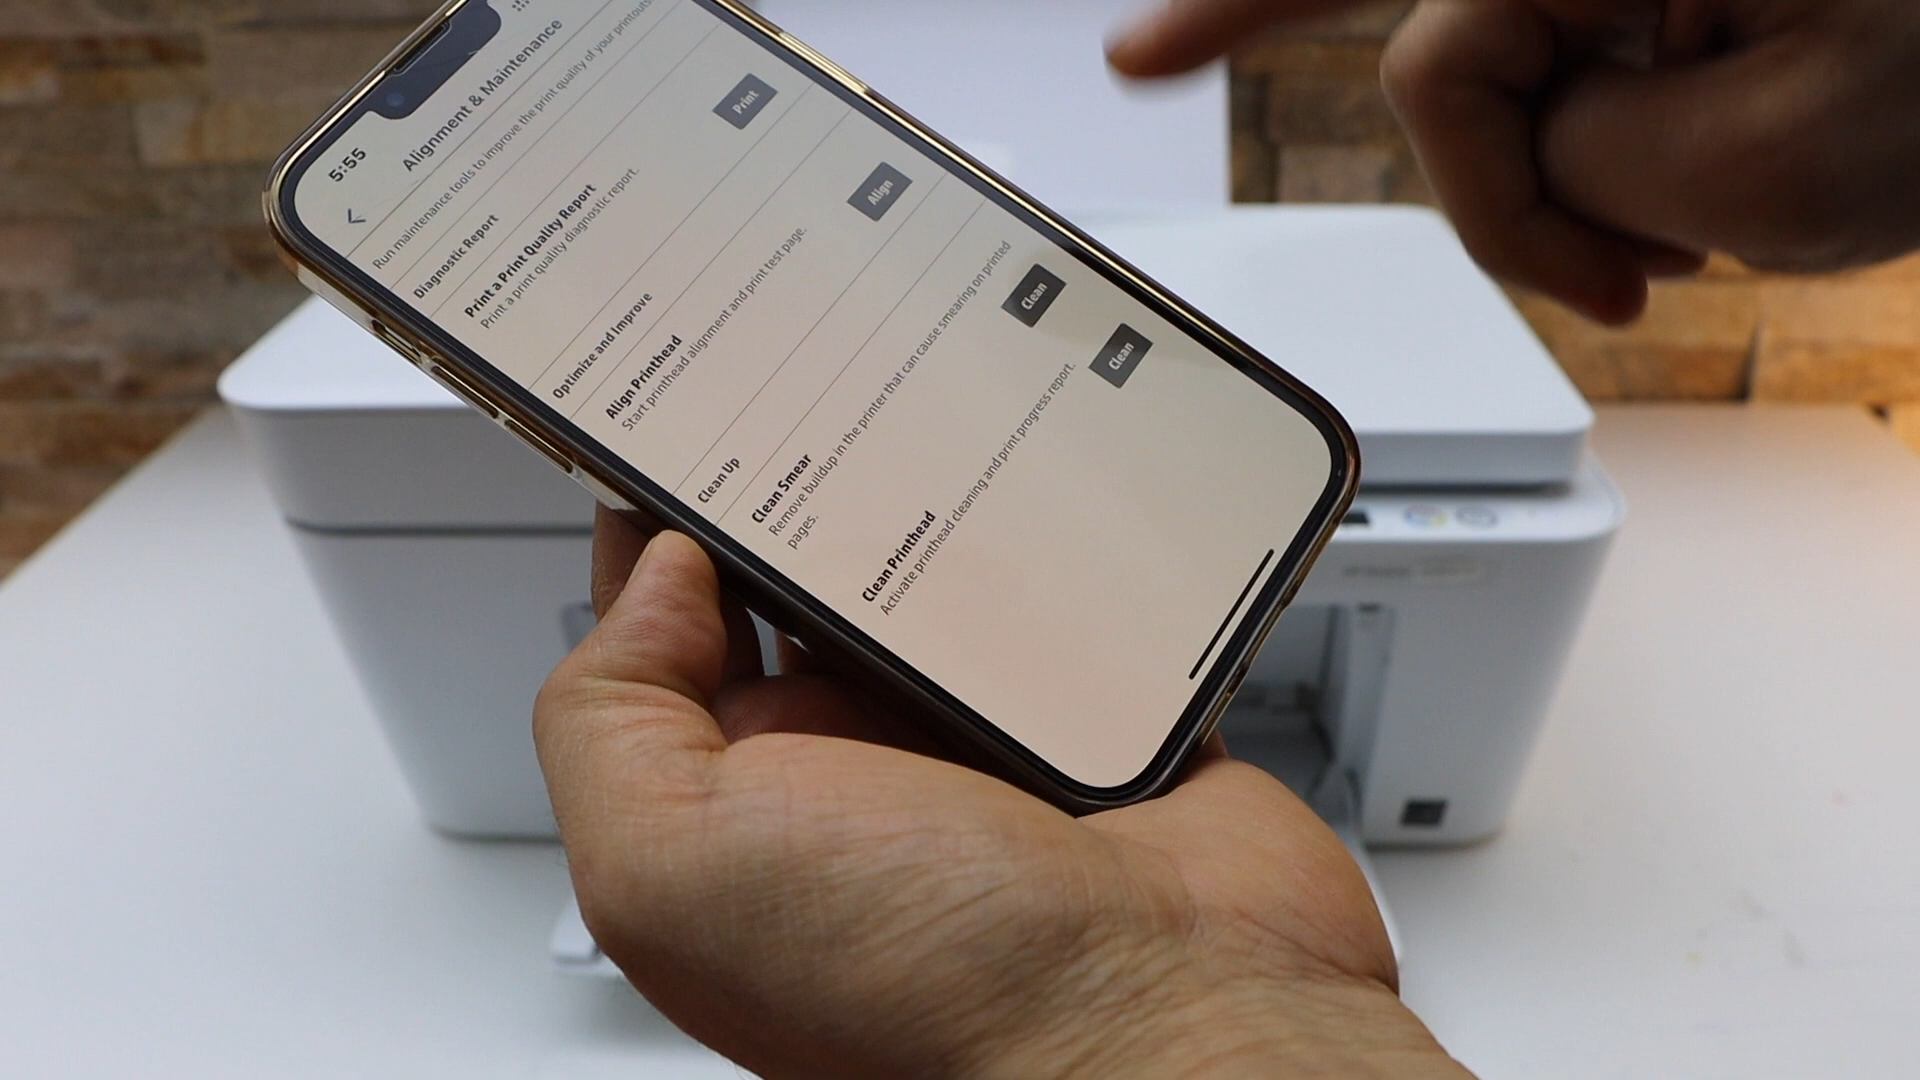 5:55
Alignment & Maintenance
Run maintenance tools to improve the print quality of your printouts
Diagnostic Report
Print a Print Quality Report
Print a print quality diagnostic report.
Print
Optimize and Improve
Align Printhead
Start printhead alignment and print test page.
Align
Clean Up
Clean Smear
Remove buildup in the printer that can cause smearing on printed
pages.
Clean
Clean Printhead
Activate printhead cleaning and print progress report.
Clean